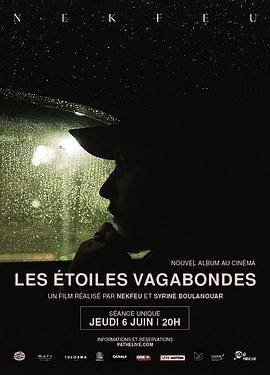 NEKFEU
NOUVEL ALBUM AU CINÉMA
LES ÉTOILES VAGABONDES
UN FILM RÉALISÉ PAR NEKFEU ET SYRINE BOULANOUAR
SÉANCE UNIQUE
JEUDI 6 JUIN | 20H
INFORMATIONS ET RÉSERVATIONS
PATHELIVE.COM